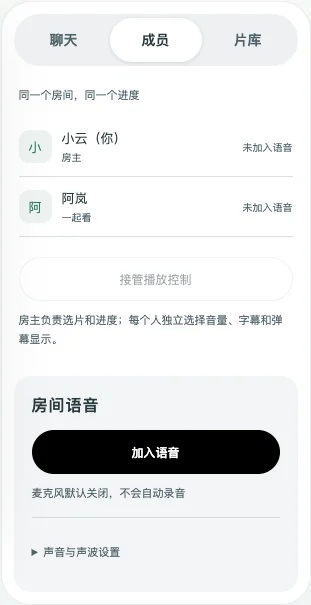 聊天
成员
片库
同一个房间，同一个进度
小
小云（你）
房主
未加入语音
阿
阿岚
一起看
未加入语音
接管播放控制
房主负责选片和进度；每个人独立选择音量、字幕和弹
幕显示。
房间语音
加入语音
麦克风默认关闭，不会自动录音
声音与声波设置